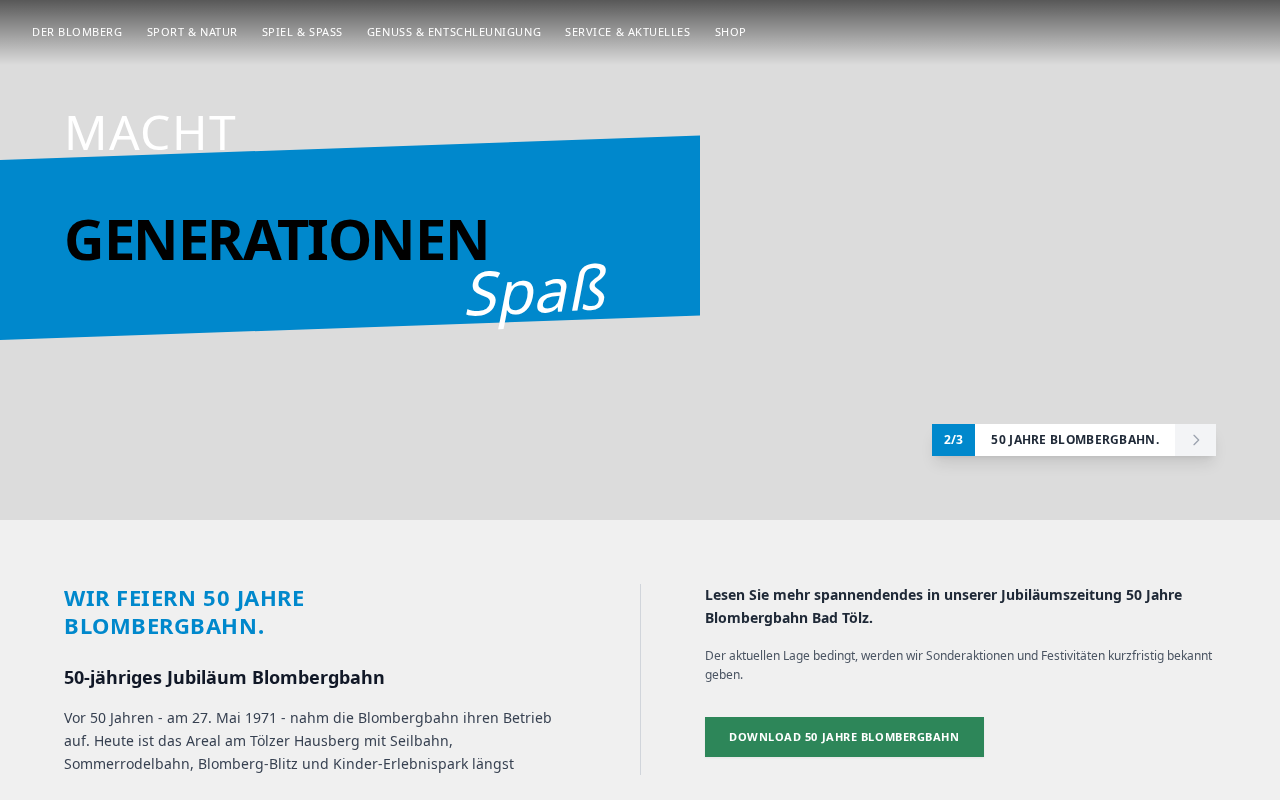 DER BLOMBERG SPORT & NATUR SPIEL & SPASS GENUSS & ENTSCHLEUNIGUNG SERVICE & AKTUELLES SHOP
MACHT
GENERATIONEN
Spaß
2/3 50 JAHRE BLOMBERGBAHN.
WIR FEIERN 50 JAHRE
BLOMBERGBAHN.
50-jähriges Jubiläum Blombergbahn
Vor 50 Jahren - am 27. Mai 1971 - nahm die Blombergbahn ihren Betrieb
auf. Heute ist das Areal am Tölzer Hausberg mit Seilbahn,
Sommerrodelbahn, Blomberg-Blitz und Kinder-Erlebnispark längst
Lesen Sie mehr spannendendes in unserer Jubiläumszeitung 50 Jahre
Blombergbahn Bad Tölz.
Der aktuellen Lage bedingt, werden wir Sonderaktionen und Festivitäten kurzfristig bekannt
geben.
DOWNLOAD 50 JAHRE BLOMBERGBAHN